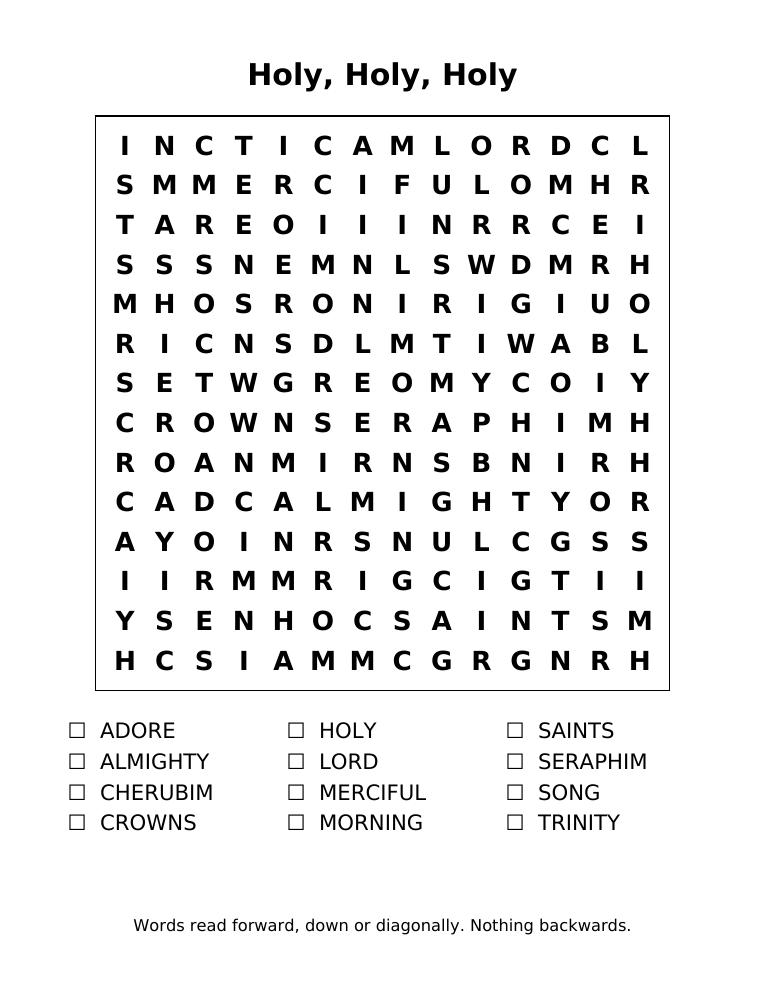 Holy, Holy, Holy
I N C T I C A M L O R D C L
S M M E R C I F U L O M H R
T A R E O I I I N R R C E I
S S S N E M N L S W D M R H
M H O S R O N I R I G I U O
R I C N S D L M T I W A B L
S E T W G R E O M Y C O I Y
C R O W N S E R A P H I M H
R O A N M I R N S B N I R H
C A D C A L M I G H T Y O R
A Y O I N R S N U L C G S S
I I R M M R I G C I G T I I
Y S E N H O C S A I N T S M
H C S I A M M C G R G N R H
☐ ADORE ☐ HOLY ☐ SAINTS
☐ ALMIGHTY ☐ LORD ☐ SERAPHIM
☐ CHERUBIM ☐ MERCIFUL ☐ SONG
☐ CROWNS ☐ MORNING ☐ TRINITY
Words read forward, down or diagonally. Nothing backwards.